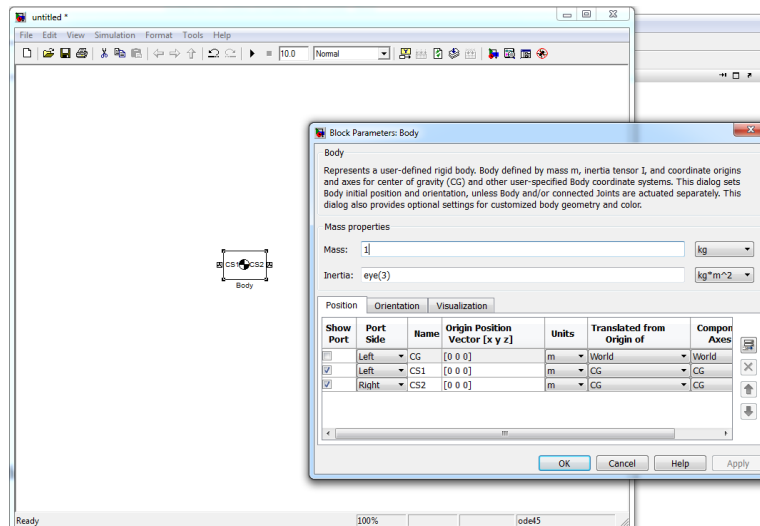 untitled *
File Edit View Simulation Format Tools Help
10.0 Normal
Block Parameters: Body
Body
Represents a user-defined rigid body. Body defined by mass m, inertia tensor I, and coordinate origins
and axes for center of gravity (CG) and other user-specified Body coordinate systems. This dialog sets
Body initial position and orientation, unless Body and/or connected Joints are actuated separately. This
dialog also provides optional settings for customized body geometry and color.
Mass properties
Mass: 1 kg
Inertia: eye(3) kg*m^2
CS1 CS2
Body
Position Orientation Visualization
Show Port Port Side Name Origin Position Vector [x y z] Units Translated from Origin of Compon Axes
Left CG [0 0 0] m World World
Left CS1 [0 0 0] m CG CG
Right CS2 [0 0 0] m CG CG
OK Cancel Help Apply
Ready 100% ode45